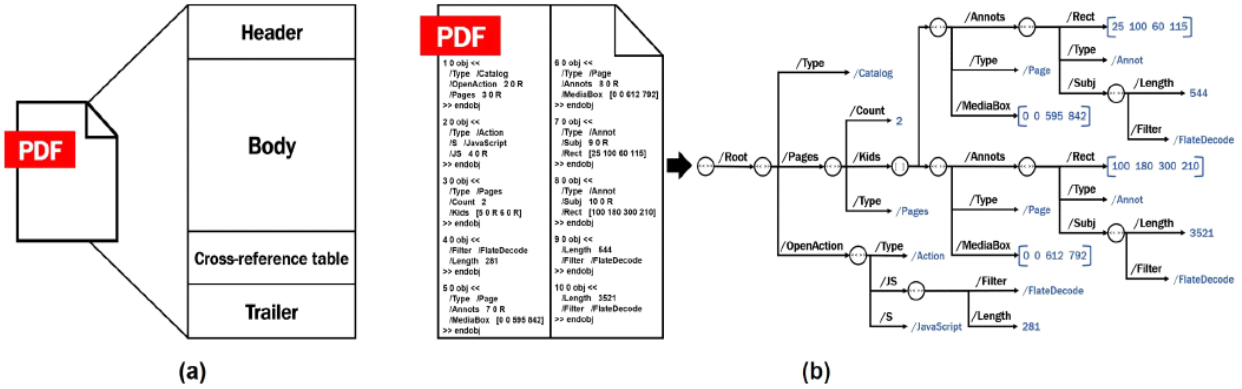 Header
PDF
Body
Cross-reference table
Trailer
(a)
PDF
1 0 obj <<
/Type /Catalog
/OpenAction 2 0 R
/Pages 3 0 R
>> endobj
2 0 obj <<
/Type /Action
/S /JavaScript
/JS 4 0 R
>> endobj
3 0 obj <<
/Type /Pages
/Count 2
/Kids [5 0 R 6 0 R]
>> endobj
4 0 obj <<
/Filter /FlateDecode
/Length 281
>> endobj
5 0 obj <<
/Type /Page
/Annots 7 0 R
/MediaBox [0 0 595 842]
>> endobj
6 0 obj <<
/Type /Page
/Annots 8 0 R
/MediaBox [0 0 612 792]
>> endobj
7 0 obj <<
/Type /Annot
/Subj 9 0 R
/Rect [25 100 60 115]
>> endobj
8 0 obj <<
/Type /Annot
/Subj 10 0 R
/Rect [100 180 300 210]
>> endobj
9 0 obj <<
/Length 544
/Filter /FlateDecode
>> endobj
10 0 obj <<
/Length 3521
/Filter /FlateDecode
>> endobj
/Root
/Type
/Catalog
/Pages
/Count
2
/Kids
[ ]
/Type
/Pages
/Annots
/Rect
[25 100 60 115]
/Type
/Annot
/Subj
/Length
544
/Filter
/FlateDecode
/Type
/Page
/MediaBox
[0 0 595 842]
/Annots
/Rect
[100 180 300 210]
/Type
/Annot
/Subj
/Length
3521
/Filter
/FlateDecode
/Type
/Page
/MediaBox
[0 0 612 792]
/OpenAction
/Type
/Action
/JS
/Filter
/FlateDecode
/Length
281
/S
/JavaScript
(b)